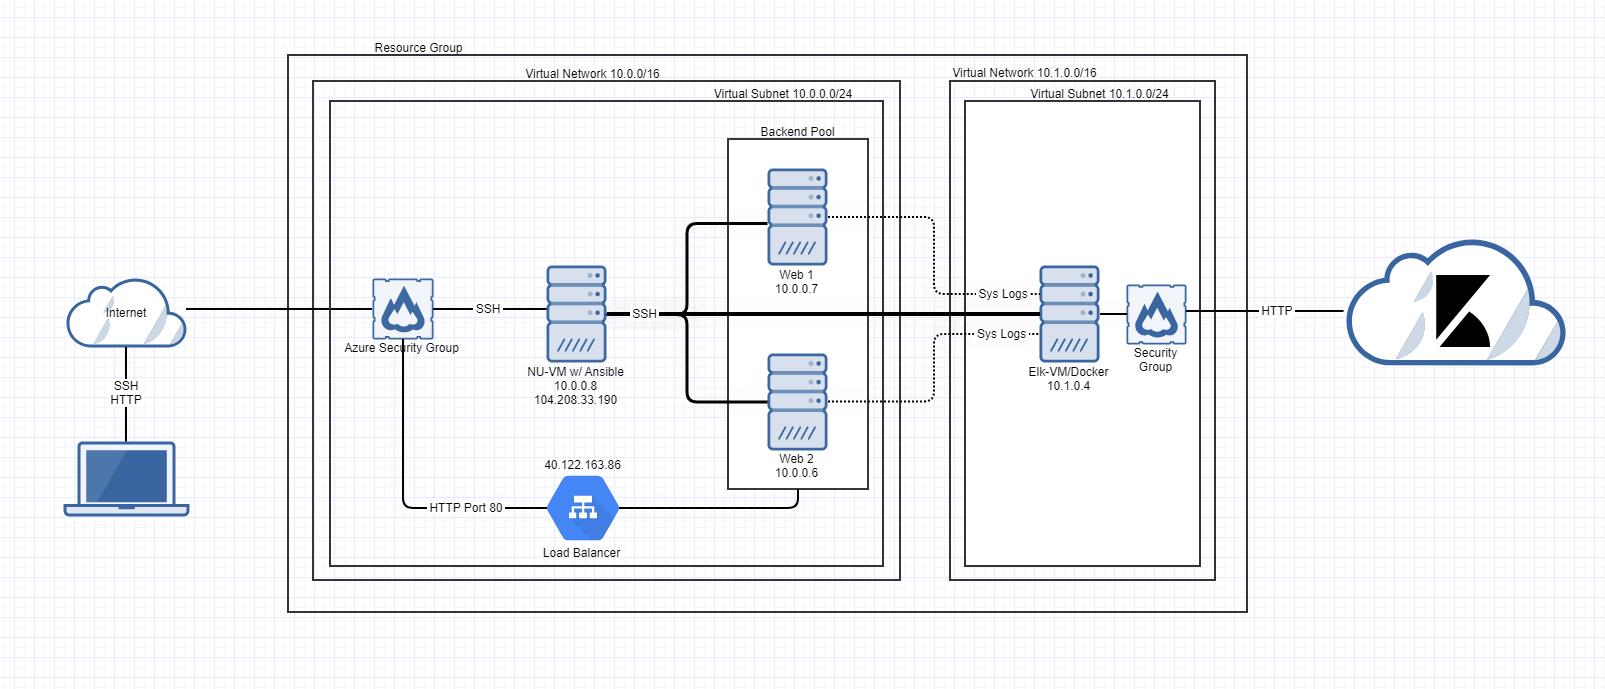 Resource Group
Virtual Network 10.0.0/16
Virtual Network 10.1.0.0/16
Virtual Subnet 10.0.0.0/24
Virtual Subnet 10.1.0.0/24
Backend Pool
Web 1
10.0.0.7
Internet
SSH
SSH
Sys Logs
Sys Logs
HTTP
Azure Security Group
Security
Group
NU-VM w/ Ansible
10.0.0.8
104.208.33.190
Elk-VM/Docker
10.1.0.4
SSH
HTTP
Web 2
10.0.0.6
40.122.163.86
HTTP Port 80
Load Balancer